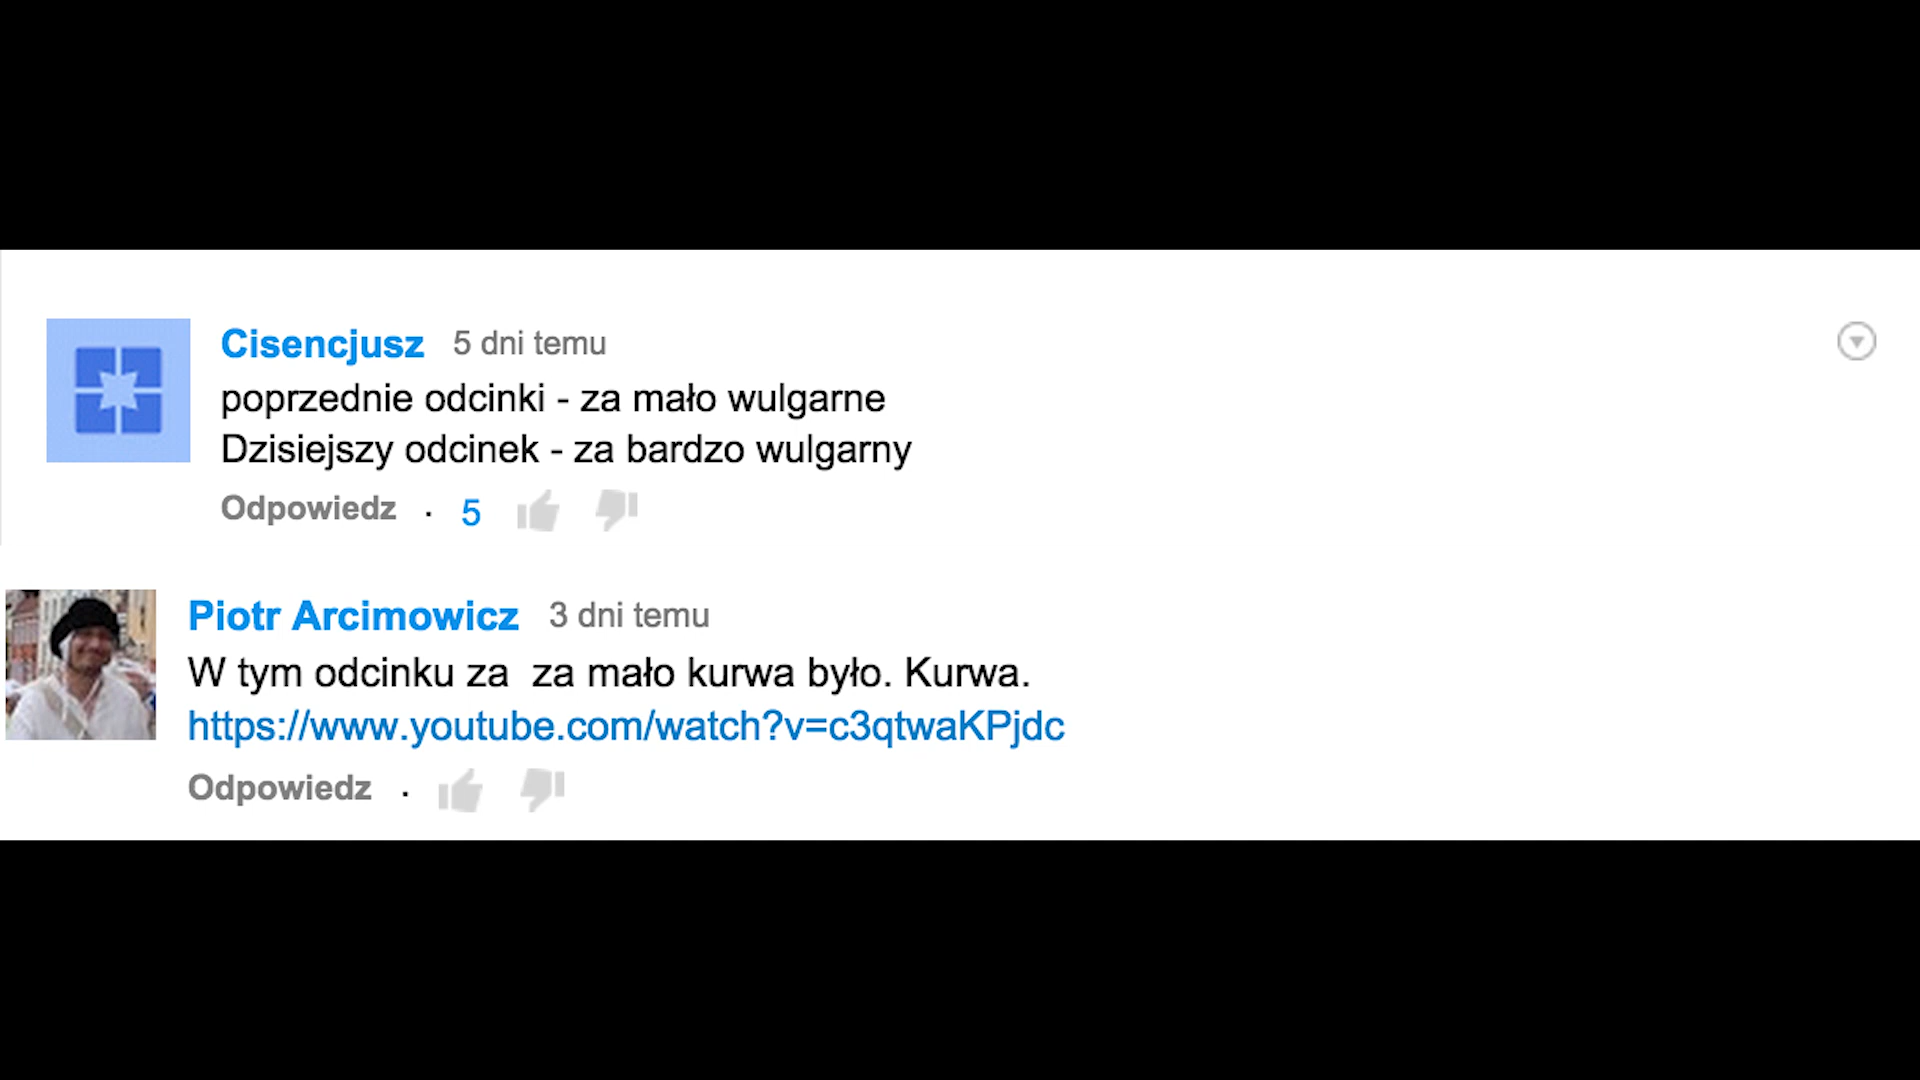 Cisencjusz 5 dni temu
poprzednie odcinki - za mało wulgarne
Dzisiejszy odcinek - za bardzo wulgarny
Odpowiedz · 5
Piotr Arcimowicz 3 dni temu
W tym odcinku za  za mało kurwa było. Kurwa.
https://www.youtube.com/watch?v=c3qtwaKPjdc
Odpowiedz ·